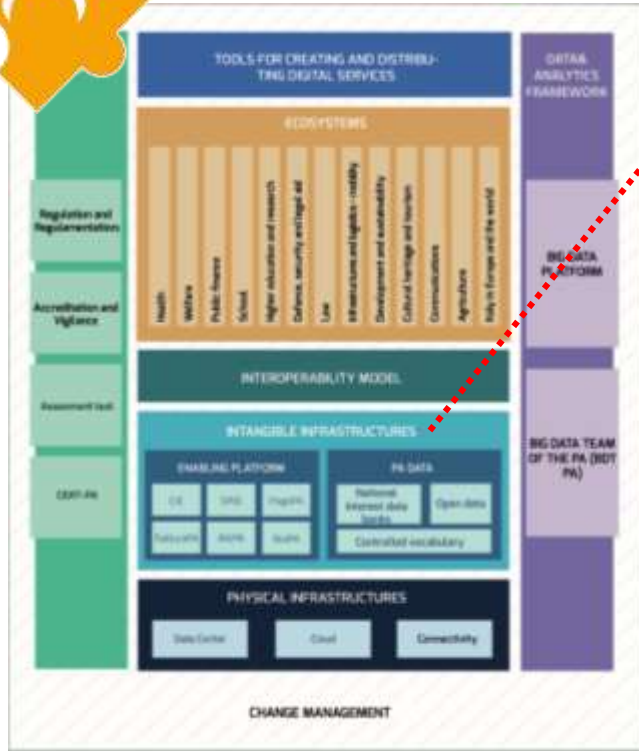 TOOLS FOR CREATING AND DISTRIBU-
TING DIGITAL SERVICES
DATA&
ANALYTICS
FRAMEWORK
ECOSYSTEMS
Health
Welfare
Public finance
School
Higher education and research
Defence, security and legal aid
Law
Infrastructures and logistics - mobility
Development and sustainability
Cultural heritage and tourism
Communications
Agriculture
Italy in Europe and the world
Regulation and
Regulamentation
Accreditation and
Vigilance
Assessment tool
CERT-PA
BIG DATA
PLATFORM
BIG DATA TEAM
OF THE PA (BDT
PA)
INTEROPERABILITY MODEL
INTANGIBLE INFRASTRUCTURES
ENABLING PLATFORM
CIE
SPID
PagoPA
FatturaPA
ANPR
NoiPA
PA DATA
National
interest data
banks
Open data
Controlled vocabulary
PHYSICAL INFRASTRUCTURES
Data Center
Cloud
Connectivity
CHANGE MANAGEMENT